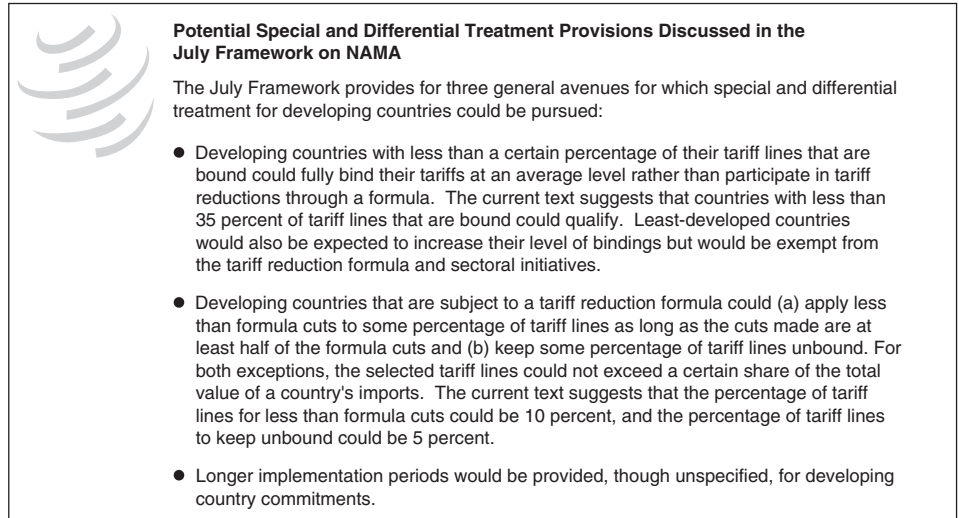 Potential Special and Differential Treatment Provisions Discussed in the
July Framework on NAMA
The July Framework provides for three general avenues for which special and differential
treatment for developing countries could be pursued:
● Developing countries with less than a certain percentage of their tariff lines that are
bound could fully bind their tariffs at an average level rather than participate in tariff
reductions through a formula. The current text suggests that countries with less than
35 percent of tariff lines that are bound could qualify. Least-developed countries
would also be expected to increase their level of bindings but would be exempt from
the tariff reduction formula and sectoral initiatives.
● Developing countries that are subject to a tariff reduction formula could (a) apply less
than formula cuts to some percentage of tariff lines as long as the cuts made are at
least half of the formula cuts and (b) keep some percentage of tariff lines unbound. For
both exceptions, the selected tariff lines could not exceed a certain share of the total
value of a country's imports. The current text suggests that the percentage of tariff
lines for less than formula cuts could be 10 percent, and the percentage of tariff lines
to keep unbound could be 5 percent.
● Longer implementation periods would be provided, though unspecified, for developing
country commitments.